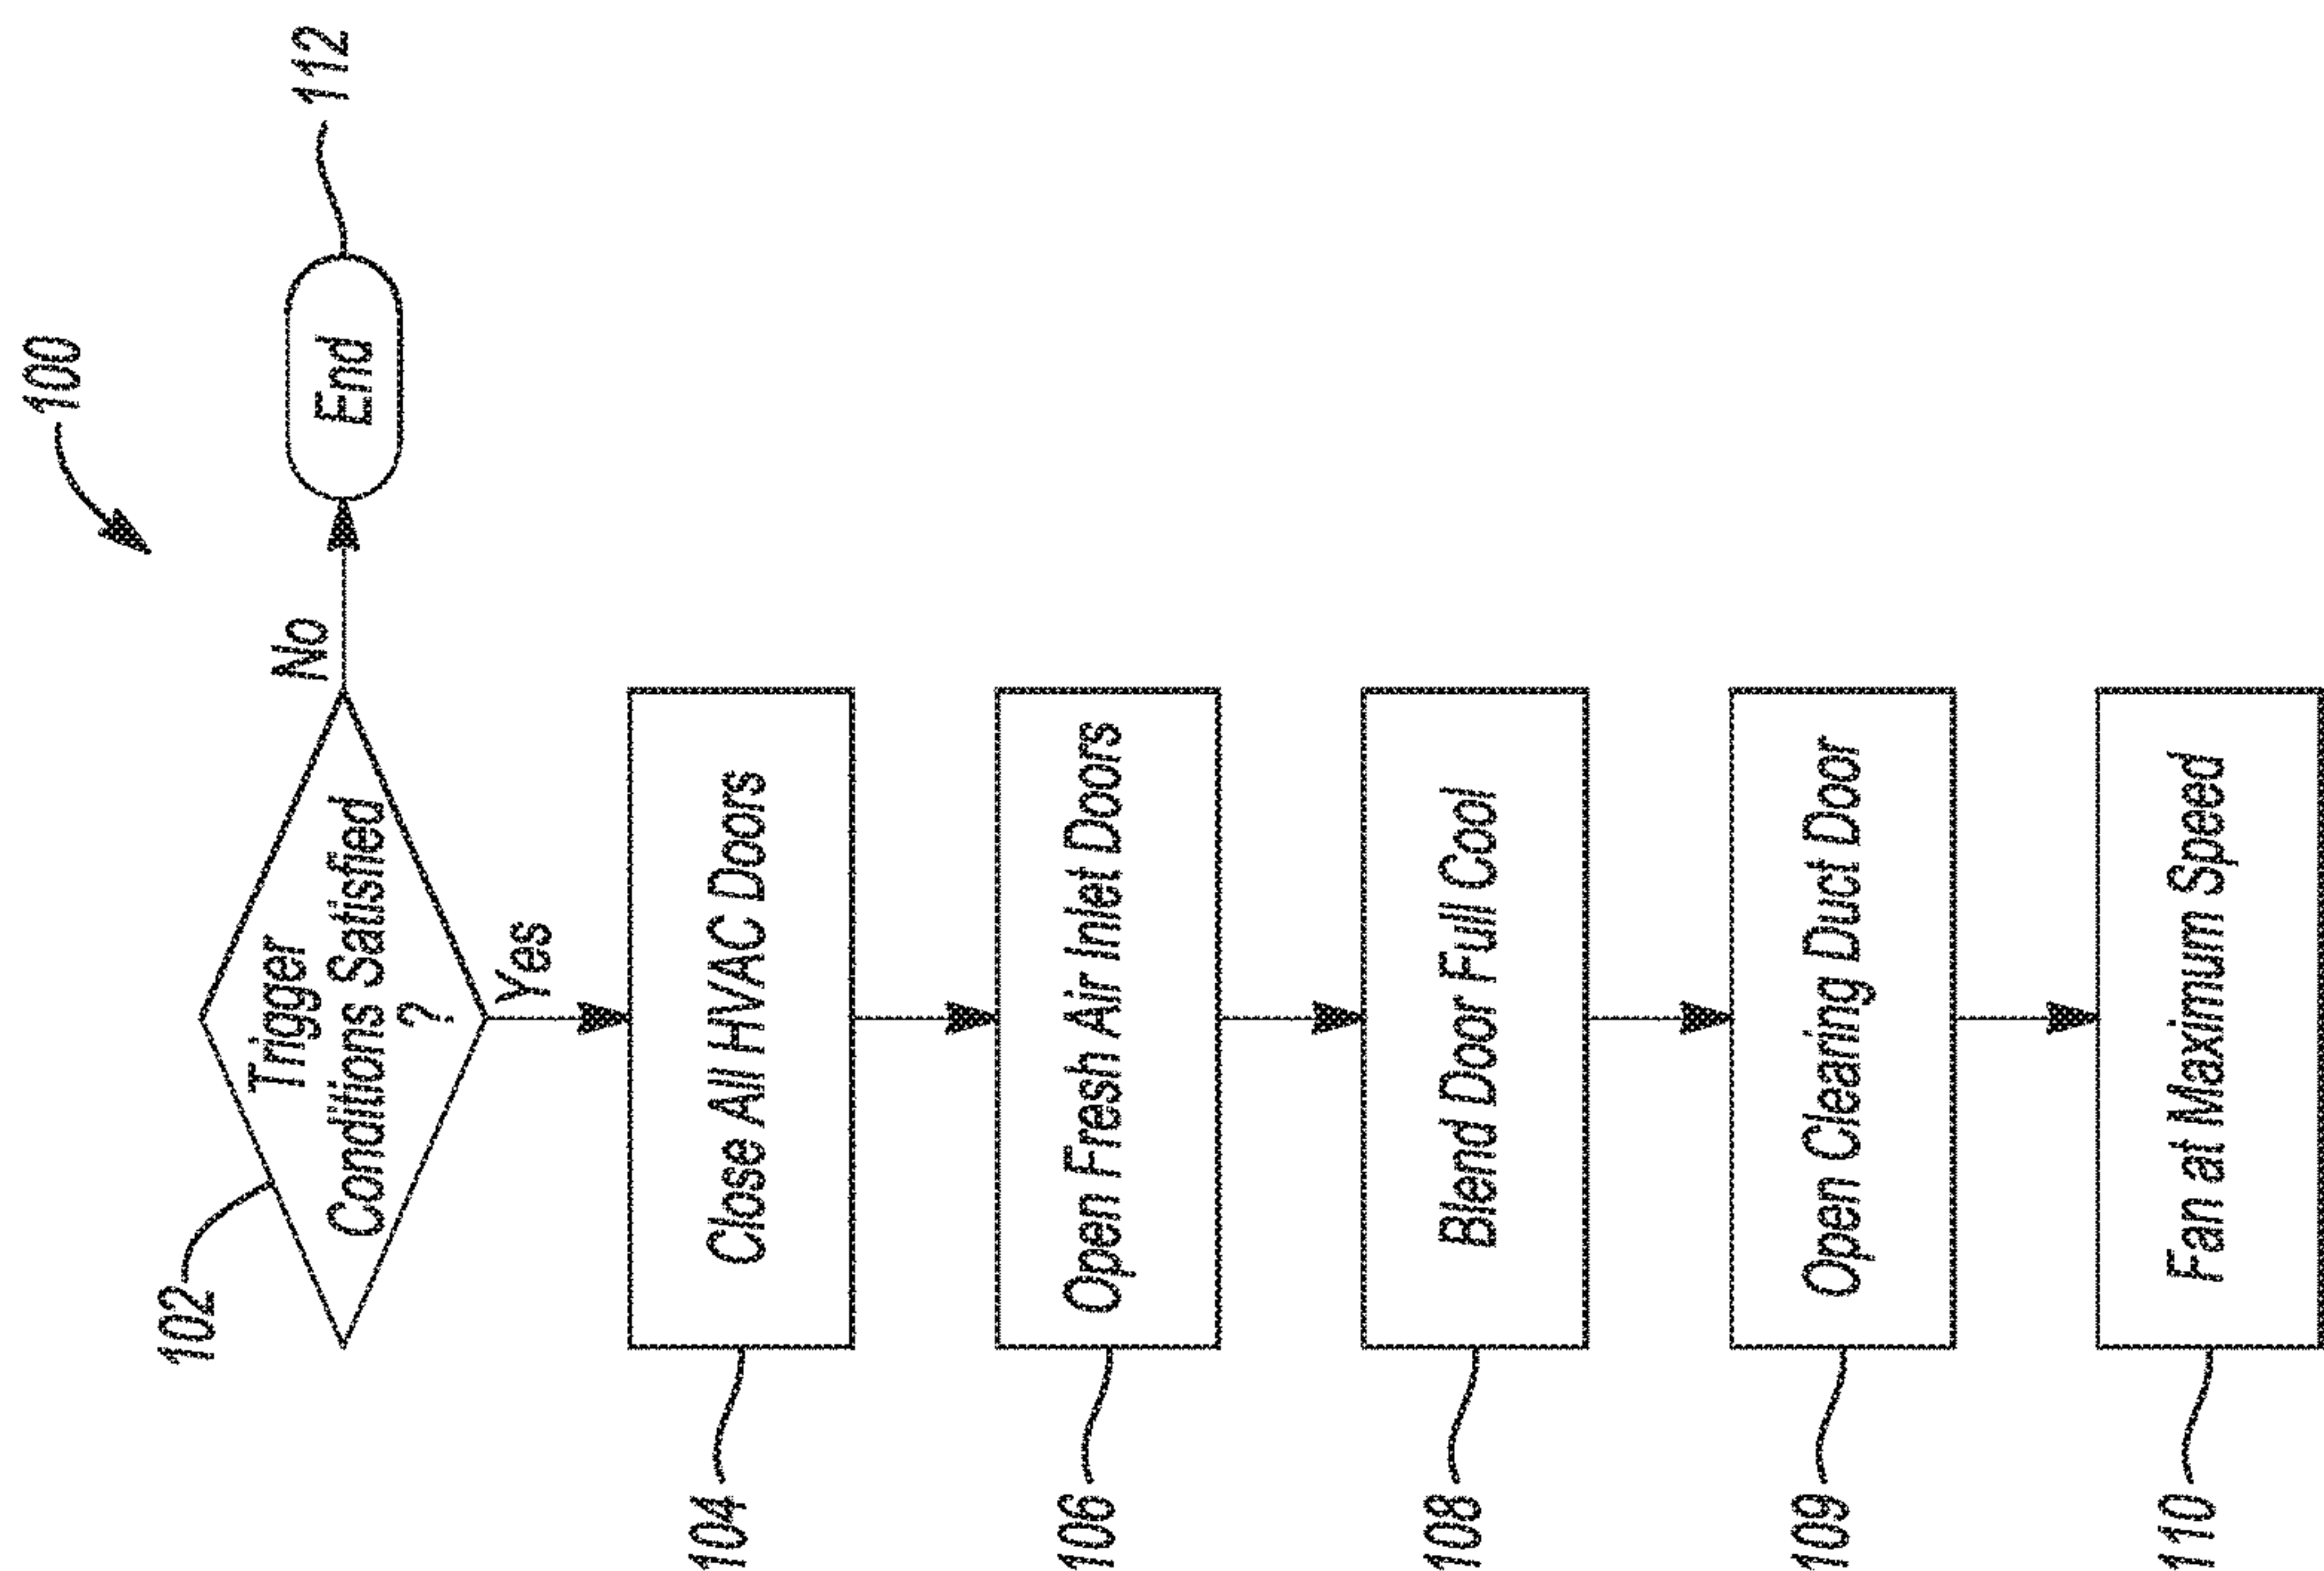 100
102
Trigger
Conditions Satisfied
?
No
End
112
Yes
104
Close All HVAC Doors
106
Open Fresh Air Inlet Doors
108
Blend Door Full Cool
109
Open Clearing Duct Door
110
Fan at Maximum Speed